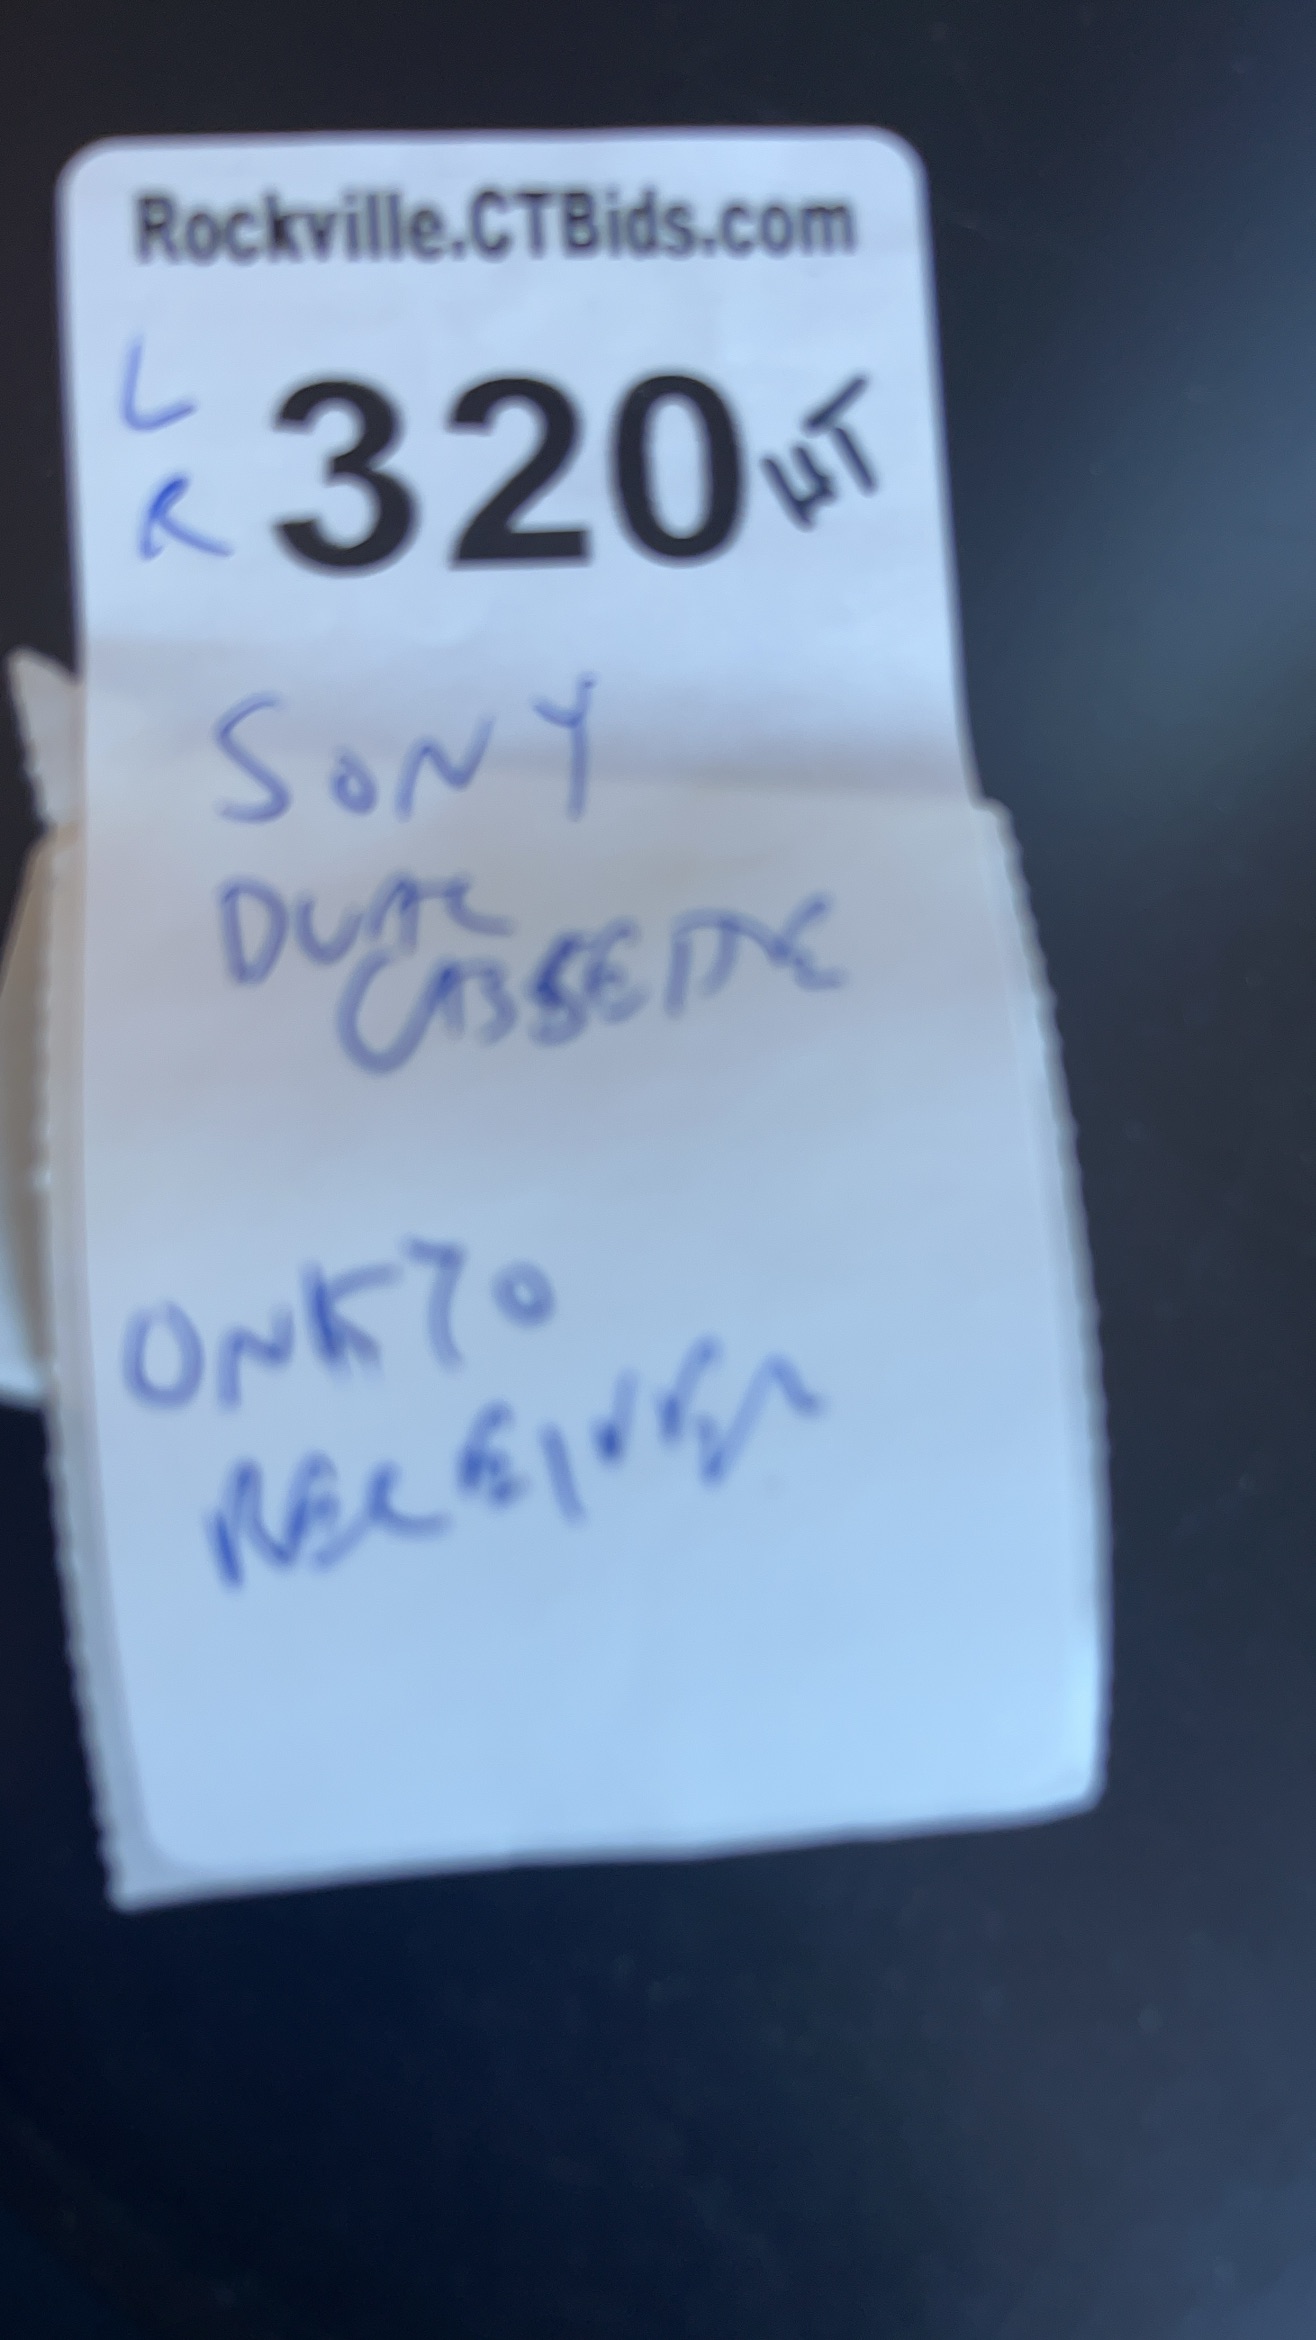 Rockville.CTBids.com
L
R
320 HT
SONY
DUAL
CASSETTE
ONKYO
RECEIVER